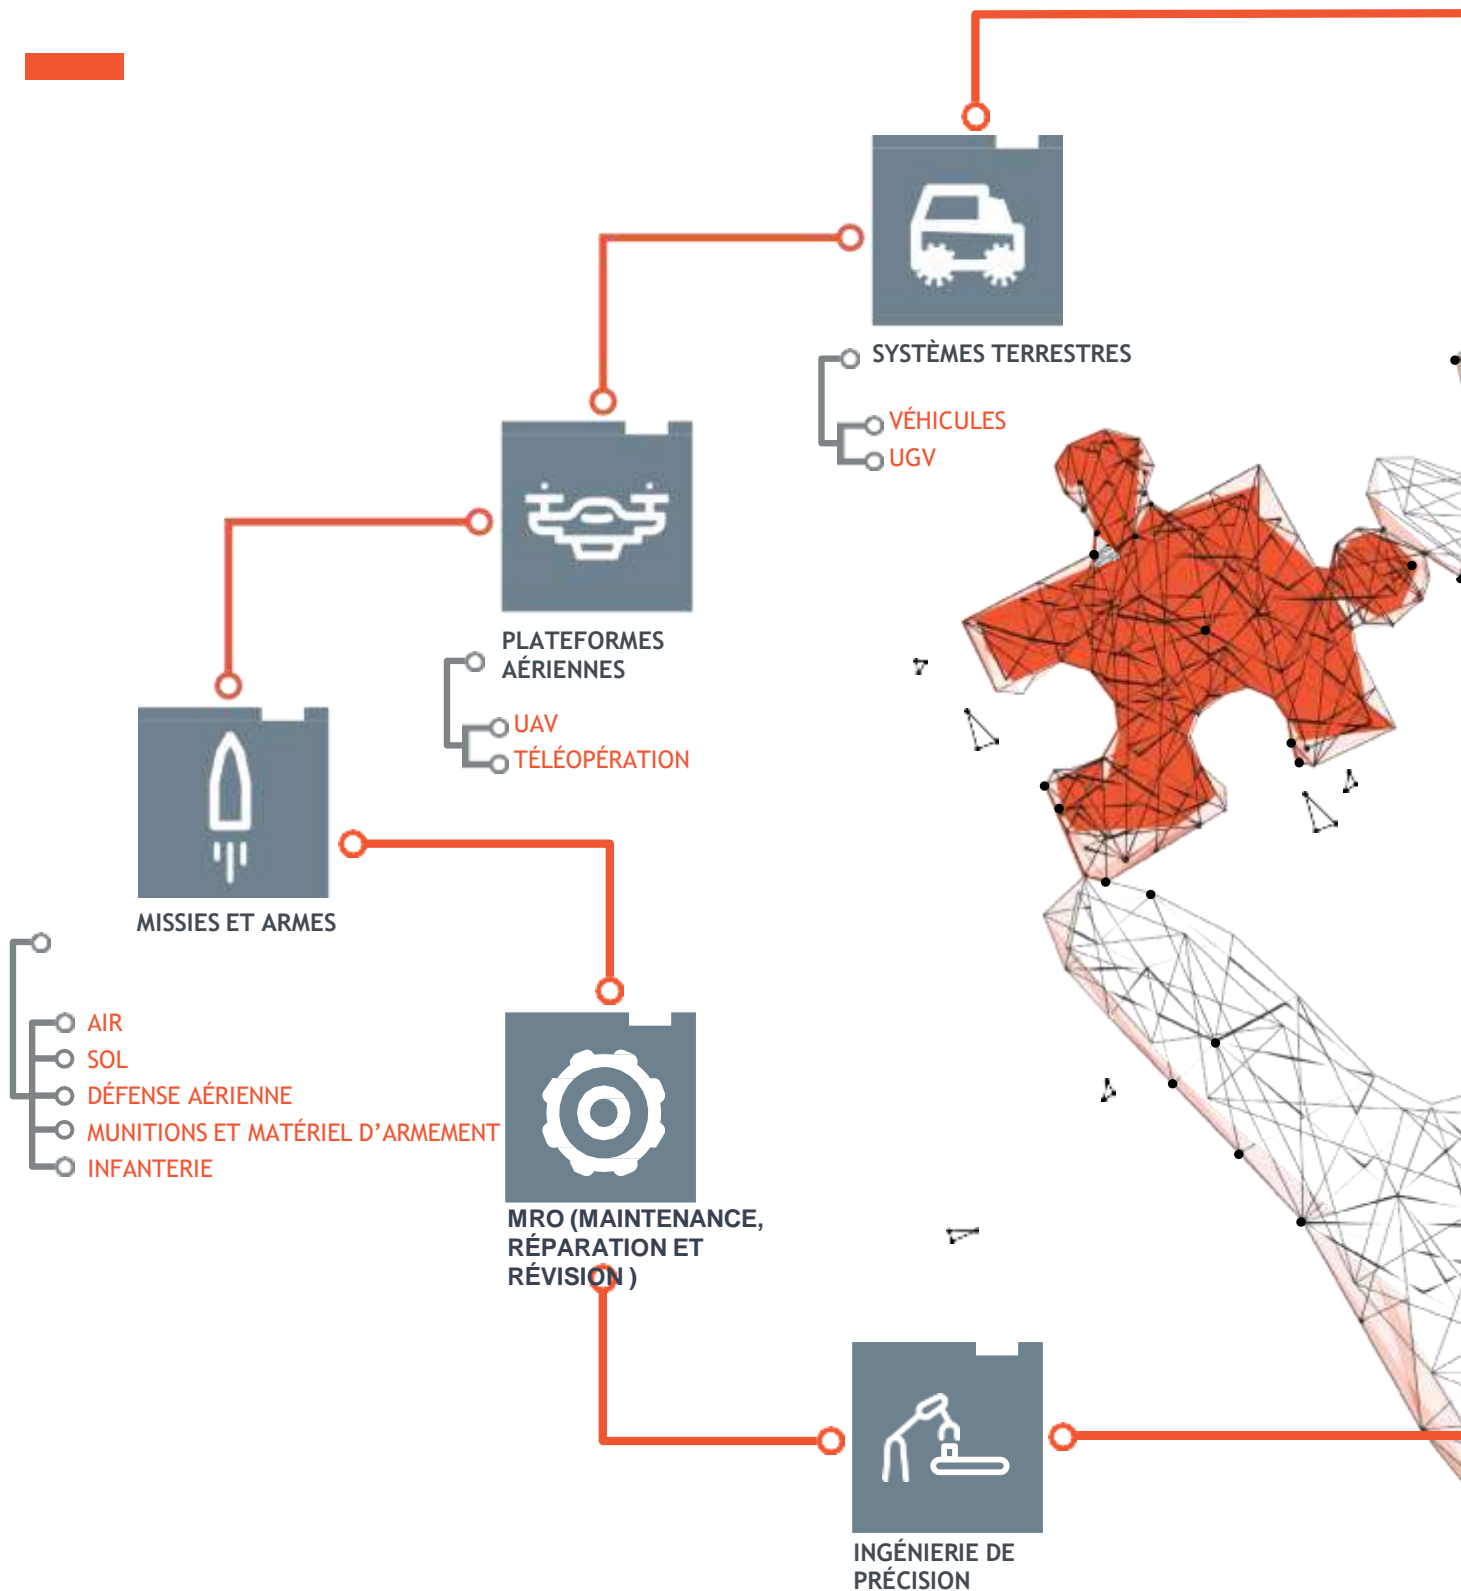 SYSTÈMES TERRESTRES
VÉHICULES
UGV
PLATEFORMES
AÉRIENNES
UAV
TÉLÉOPÉRATION
MISSIES ET ARMES
AIR
SOL
DÉFENSE AÉRIENNE
MUNITIONS ET MATÉRIEL D’ARMEMENT
INFANTERIE
MRO (MAINTENANCE,
RÉPARATION ET
RÉVISION )
INGÉNIERIE DE
PRÉCISION